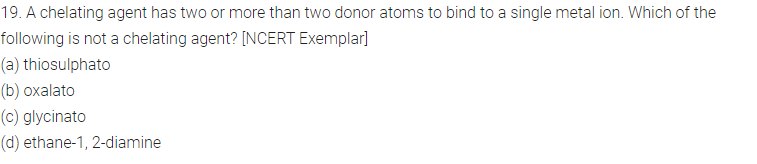 19. A chelating agent has two or more than two donor atoms to bind to a single metal ion. Which of the
following is not a chelating agent? [NCERT Exemplar]
(a) thiosulphato
(b) oxalato
(c) glycinato
(d) ethane-1, 2-diamine